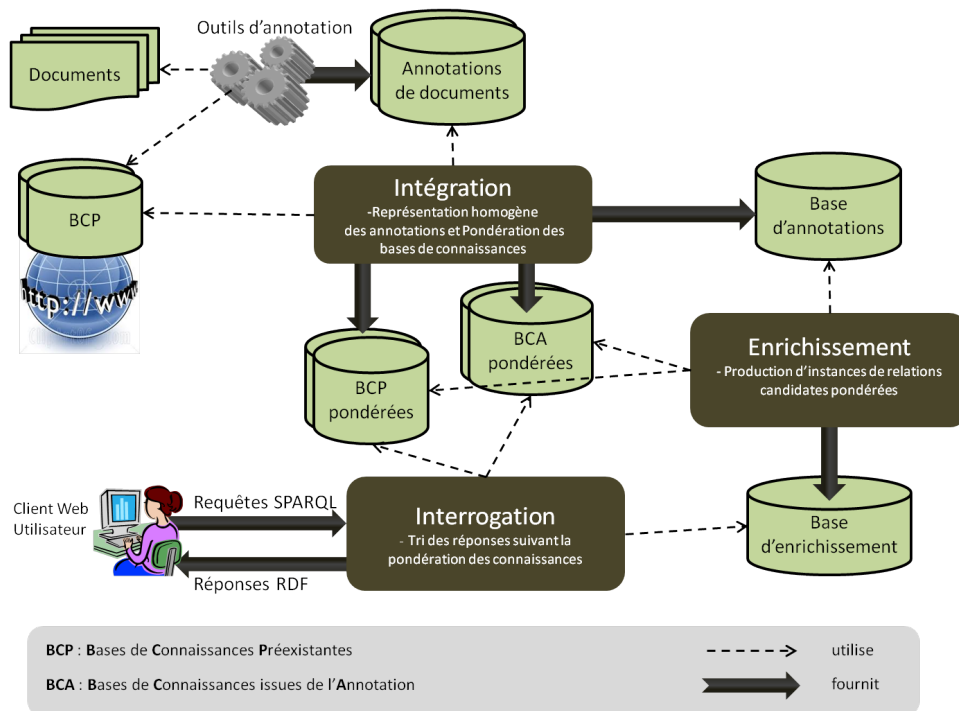 Outils d'annotation
Documents
Annotations
de documents
BCP
http://www
Intégration
-Représentation homogène
des annotations et Pondération des
bases de connaissances
Base
d'annotations
BCA
pondérées
BCP
pondérées
Enrichissement
- Production d'instances de relations
candidates pondérées
Client Web
Utilisateur
Requêtes SPARQL
Réponses RDF
Interrogation
- Tri des réponses suivant la
pondération des connaissances
Base
d'enrichissement
BCP : Bases de Connaissances Préexistantes
utilise
BCA : Bases de Connaissances issues de l'Annotation
fournit